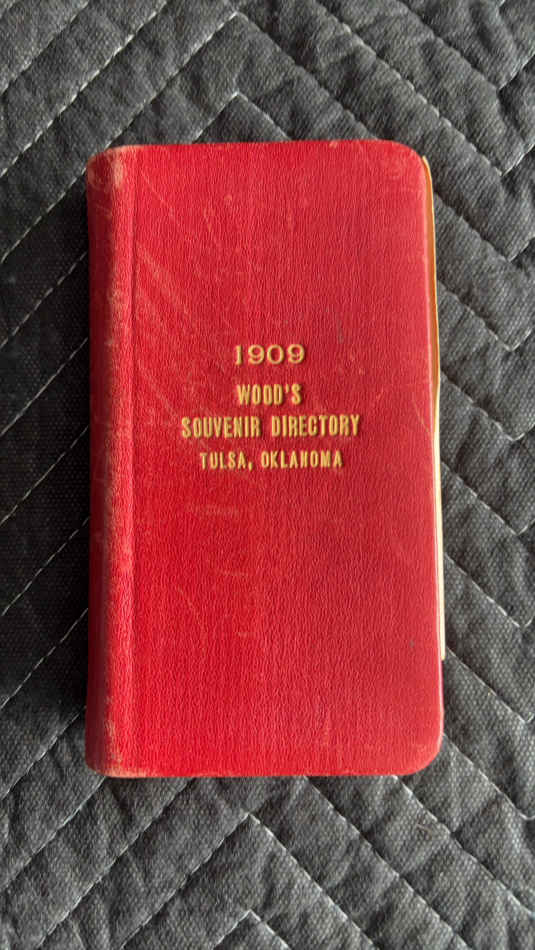 1909
WOOD'S
SOUVENIR DIRECTORY
TULSA, OKLAHOMA